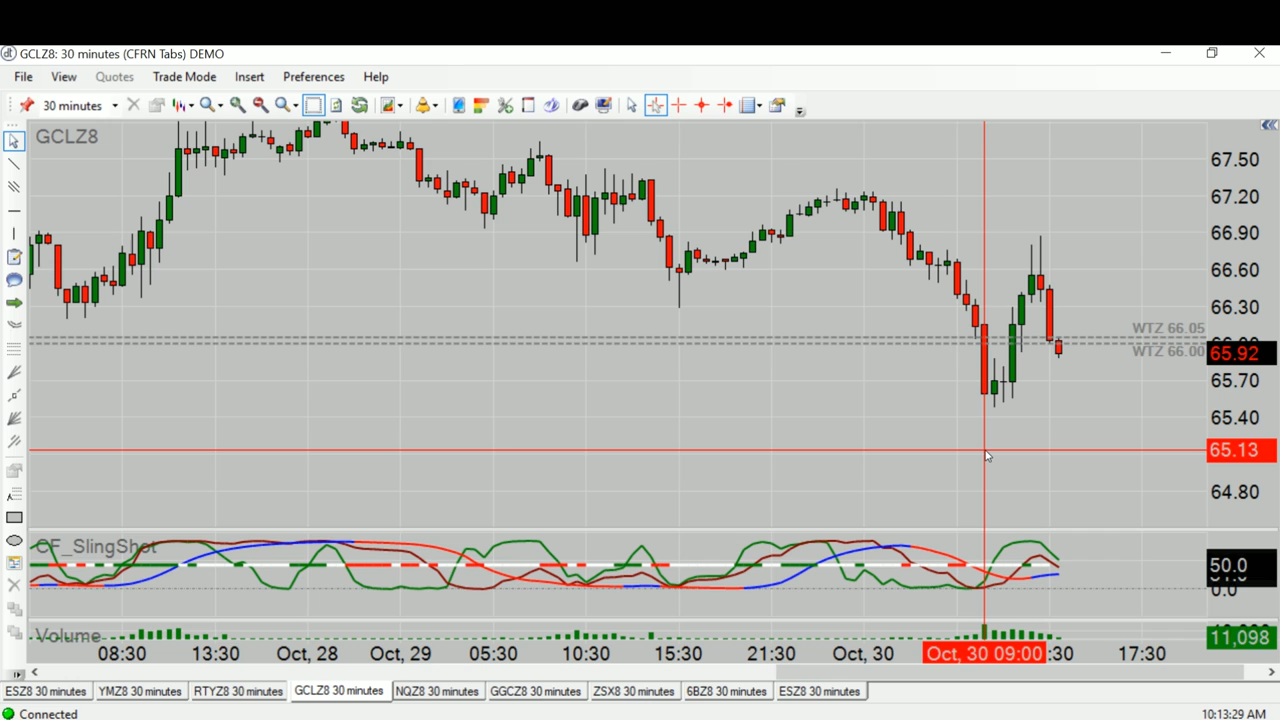 GCLZ8: 30 minutes (CFRN Tabs) DEMO
File View Quotes Trade Mode Insert Preferences Help
30 minutes
GCLZ8
67.50
67.20
66.90
66.60
66.30
WTZ 66.05
WTZ 66.00
65.92
65.70
65.40
65.13
64.80
CF_SlingShot
50.0
0.0
Volume
11,098
08:30 13:30 Oct, 28 Oct, 29 05:30 10:30 15:30 21:30 Oct, 30 Oct, 30 09:00 :30 17:30
ESZ8 30 minutes YMZ8 30 minutes RTYZ8 30 minutes GCLZ8 30 minutes NQZ8 30 minutes GGCZ8 30 minutes ZSX8 30 minutes 6BZ8 30 minutes ESZ8 30 minutes
Connected 10:13:29 AM